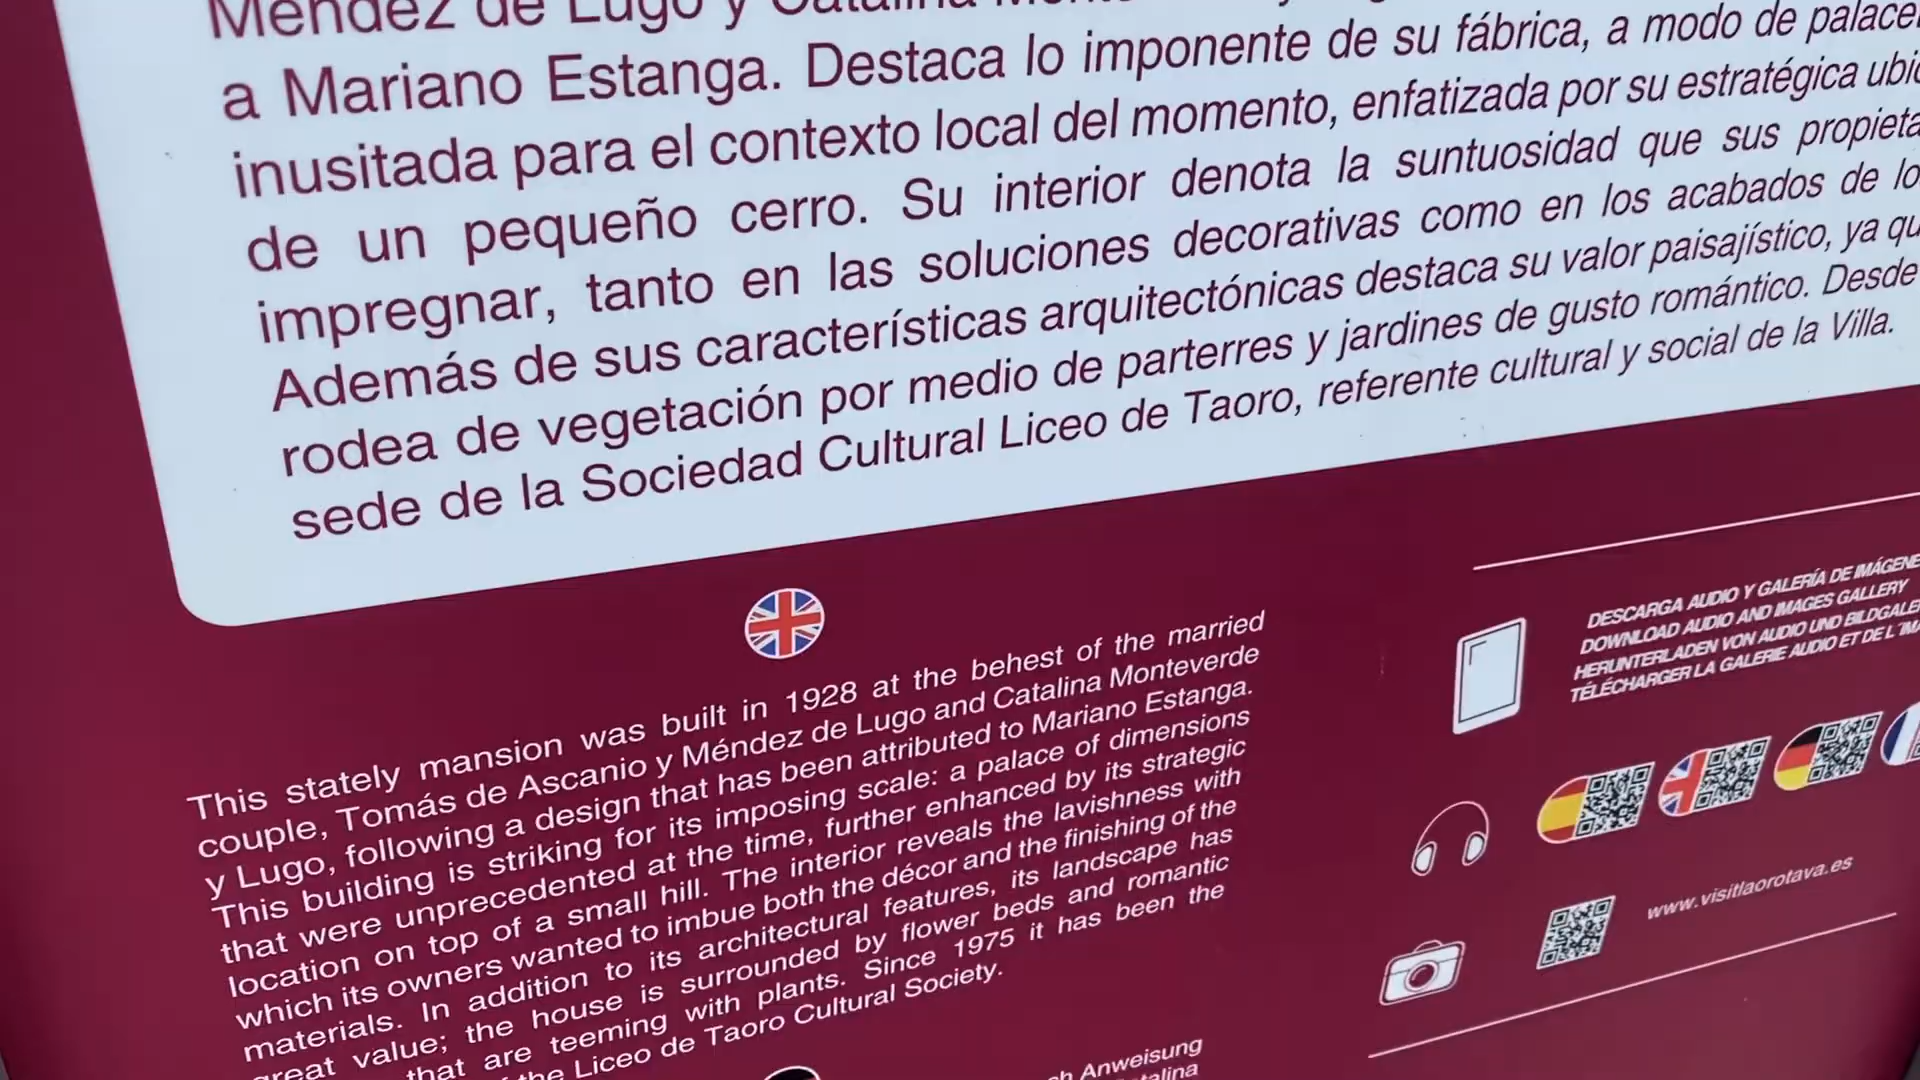 Méndez de Lugo y Catalina
a Mariano Estanga. Destaca lo imponente de su fábrica, a modo de
inusitada para el contexto local del momento, enfatizada por su estratégica
de un pequeño cerro. Su interior denota la suntuosidad que sus
impregnar, tanto en las soluciones decorativas como en los acabados de
Además de sus características arquitectónicas destaca su valor paisajístico, ya
rodea de vegetación por medio de parterres y jardines de gusto romántico. Desde
sede de la Sociedad Cultural Liceo de Taoro, referente cultural y social de la Villa.
This stately mansion was built in 1928 at the behest of the married
couple, Tomás de Ascanio y Méndez de Lugo and Catalina Monteverde
y Lugo, following a design that has been attributed to Mariano Estanga.
This building is striking for its imposing scale: a palace of dimensions
that were unprecedented at the time, further enhanced by its strategic
location on top of a small hill. The interior reveals the lavishness with
which its owners wanted to imbue both the décor and the finishing of the
materials. In addition to its architectural features, its landscape has
great value; the house is surrounded by flower beds and romantic
that are teeming with plants. Since 1975 it has been the
the Liceo de Taoro Cultural Society.
Anweisung
DESCARGA AUDIO Y GALERÍA DE
DOWNLOAD AUDIO AND IMAGES GALLERY
HERUNTERLADEN VON AUDIO UND
TÉLÉCHARGER LA GALERIE AUDIO ET DE
www.visitlaorotava.es